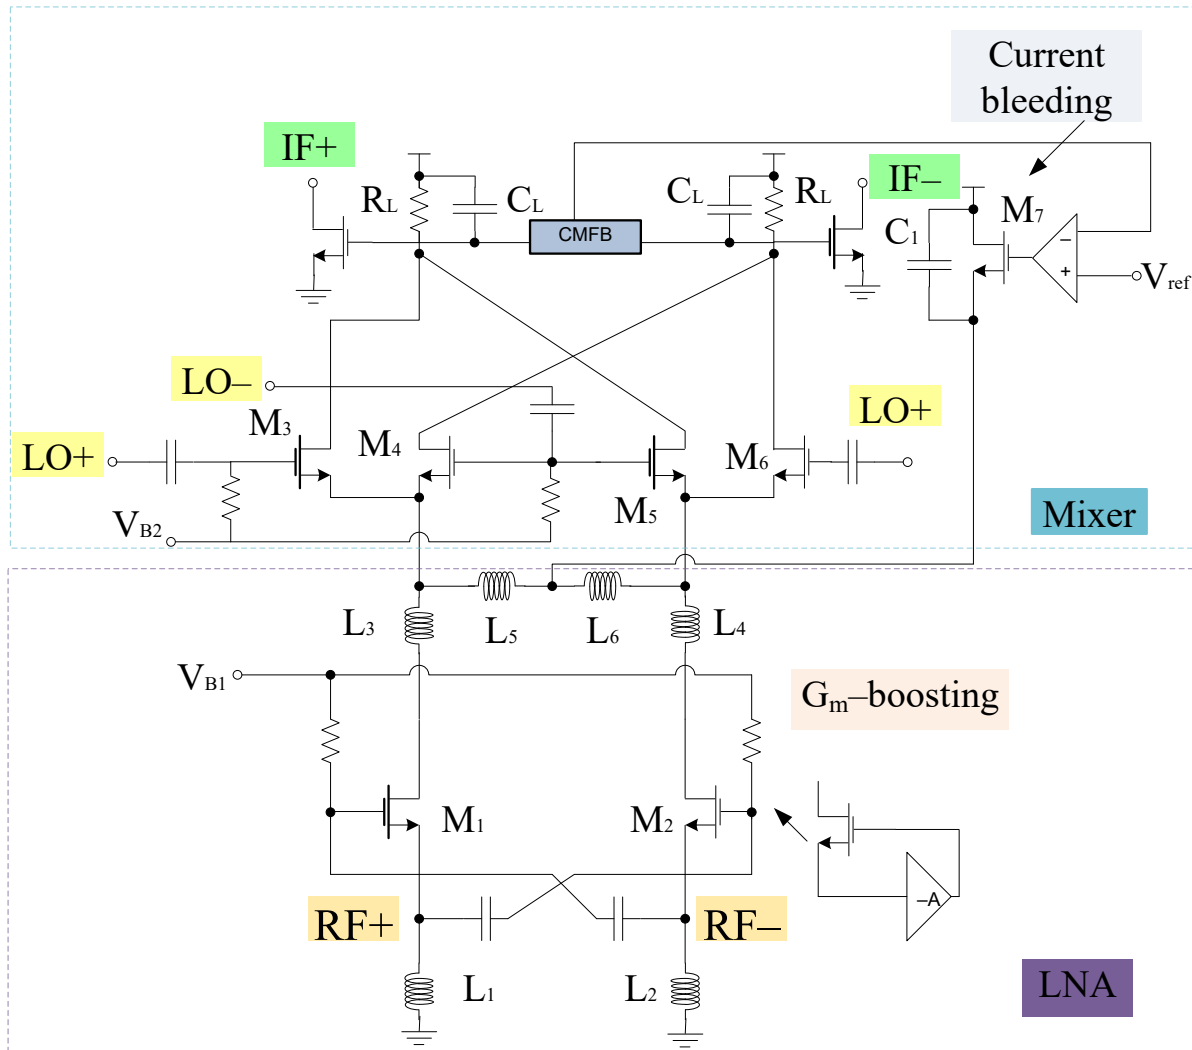 Current
bleeding
IF+
IF–
RL
CL
CL
RL
M7
C1
CMFB
–
+
Vref
LO–
LO+
M3
M4
M6
LO+
M5
VB2
Mixer
L3
L5
L6
L4
VB1
Gm–boosting
M1
M2
–A
RF+
RF–
L1
L2
LNA